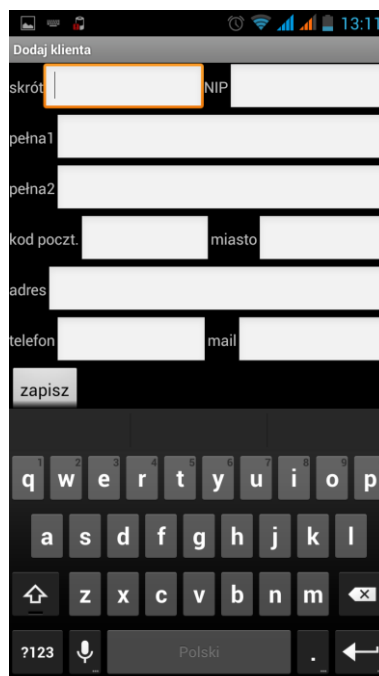 13:11
Dodaj klienta
skrót NIP
pełna1
pełna2
kod poczt. miasto
adres
telefon mail
zapisz
1 2 3 4 5 6 7 8 9
q w e r t y u i o p
a s d f g h j k l
z x c v b n m
?123 Polski . ...